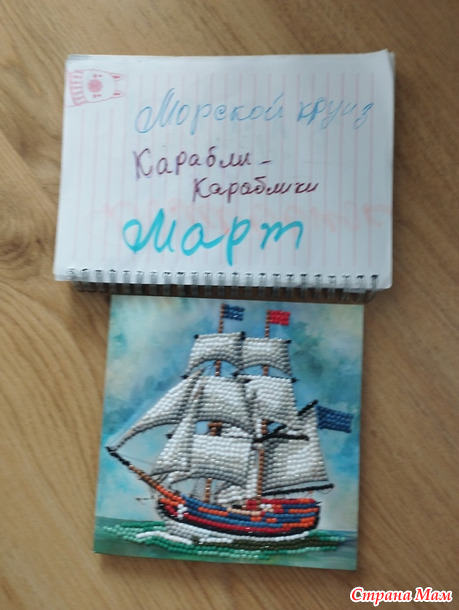 Морской круиз
Карабли -
Караблики
Март
Страна Мам